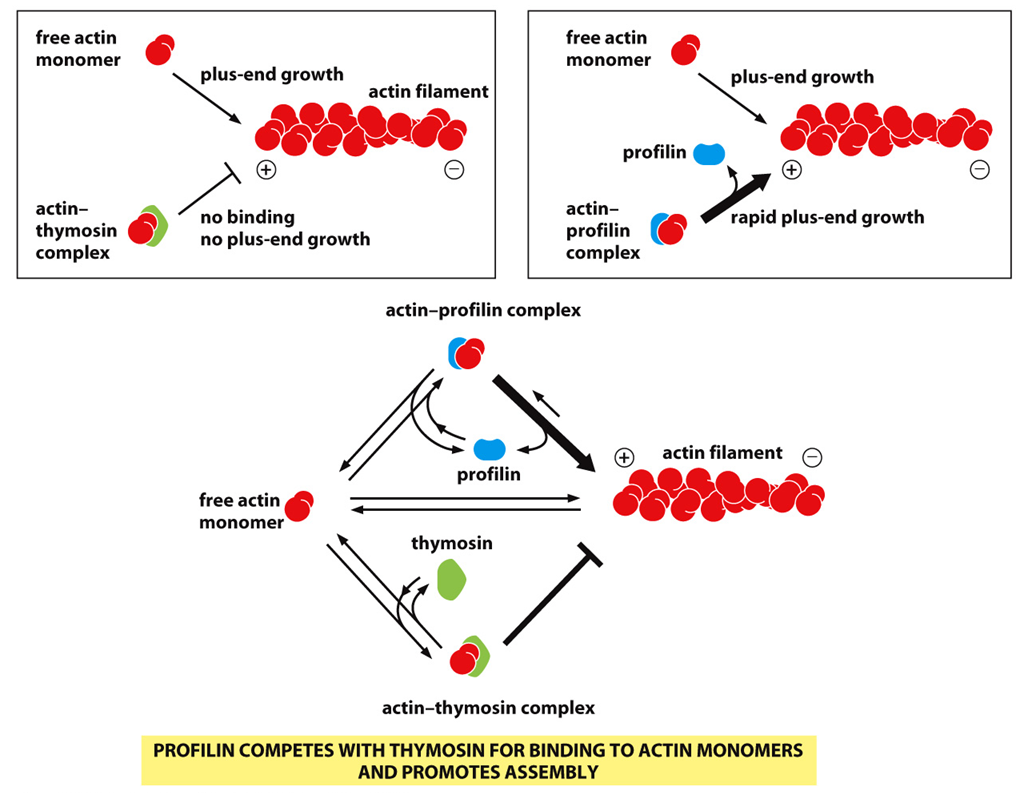 free actin
monomer
plus-end growth
actin filament
+
−
actin–
thymosin
complex
no binding
no plus-end growth
free actin
monomer
plus-end growth
profilin
+
−
actin–
profilin
complex
rapid plus-end growth
actin–profilin complex
profilin
+
actin filament
−
free actin
monomer
thymosin
actin–thymosin complex
PROFILIN COMPETES WITH THYMOSIN FOR BINDING TO ACTIN MONOMERS
AND PROMOTES ASSEMBLY